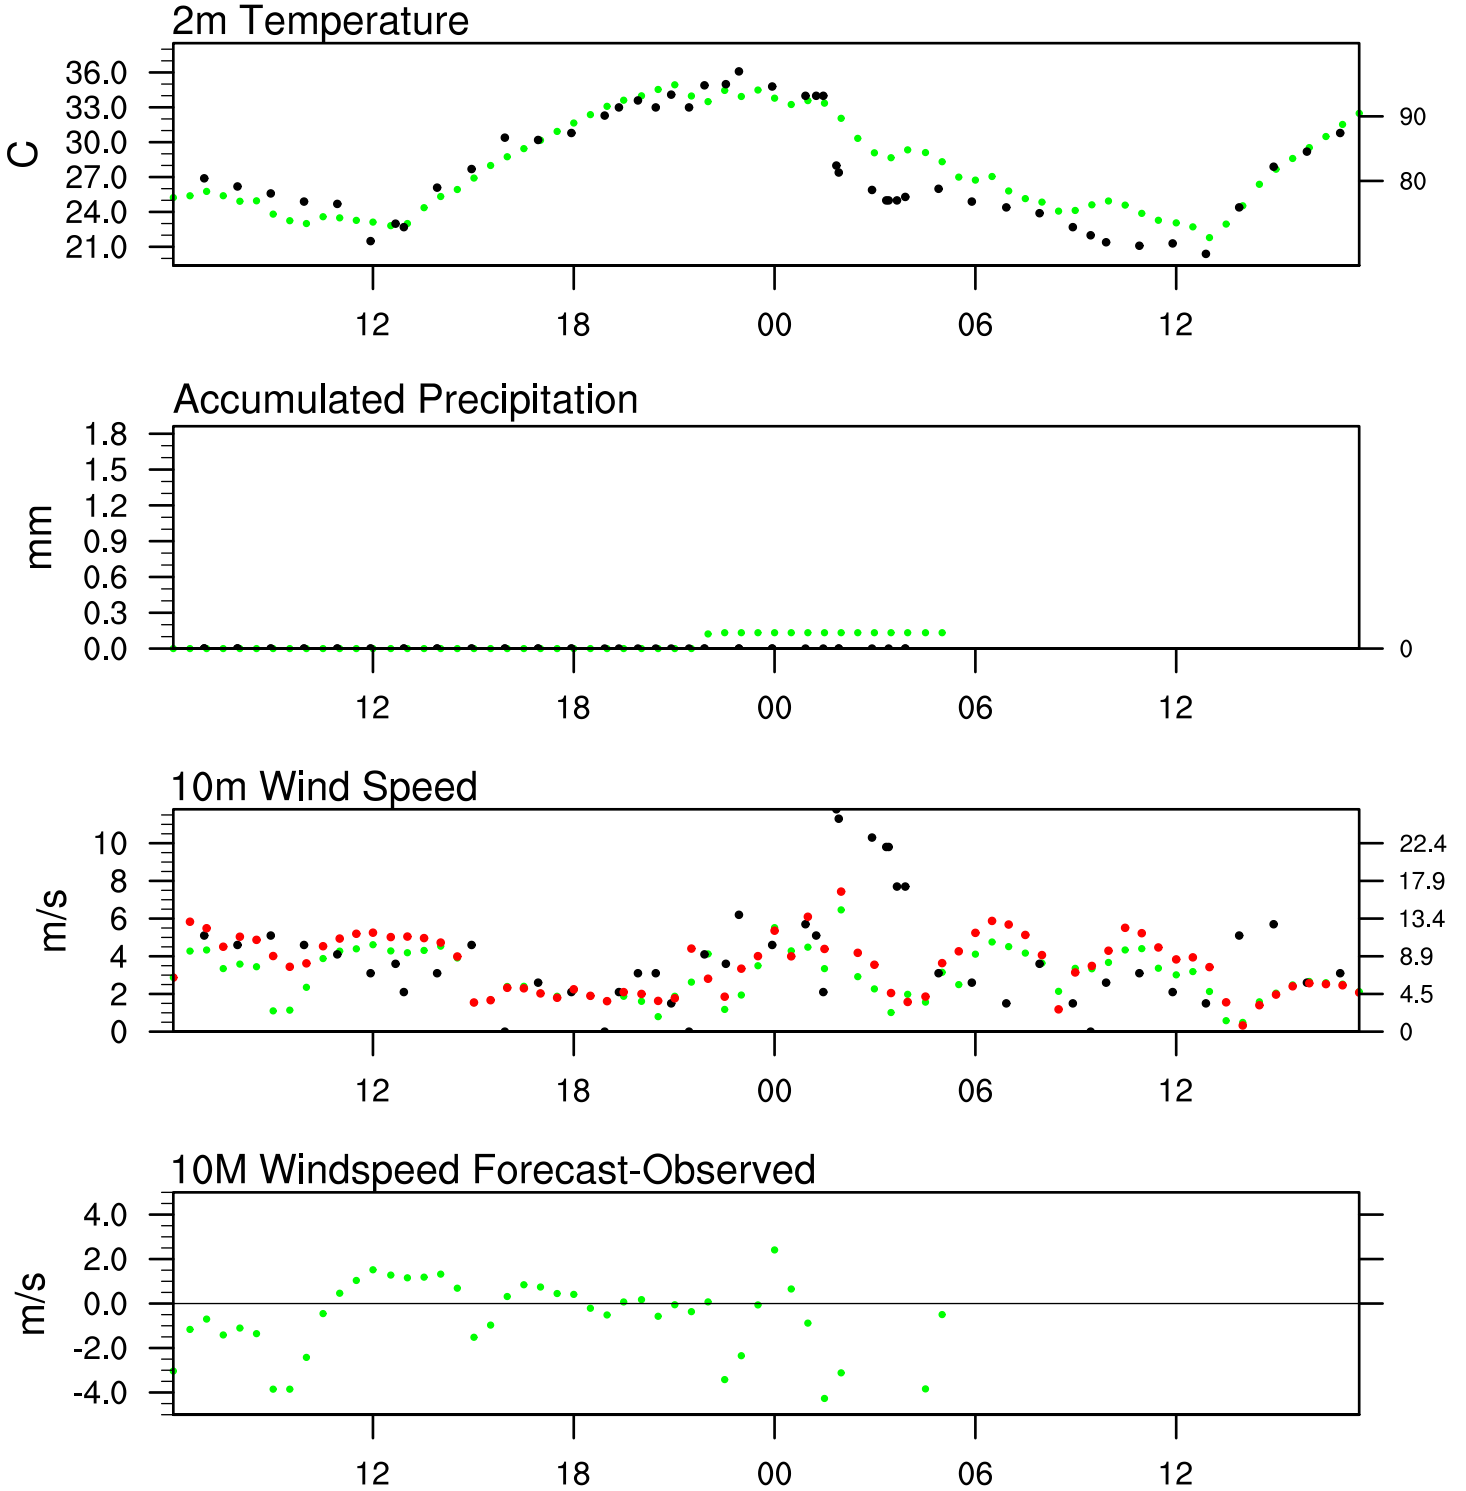 2m Temperature
36.0
33.0
30.0
27.0
24.0
21.0
C
90
80
12 18 00 06 12
Accumulated Precipitation
1.8
1.5
1.2
0.9
0.6
0.3
0.0
mm
0
12 18 00 06 12
10m Wind Speed
10
8
6
4
2
0
m/s
22.4
17.9
13.4
8.9
4.5
0
12 18 00 06 12
10M Windspeed Forecast-Observed
4.0
2.0
0.0
-2.0
-4.0
m/s
12 18 00 06 12